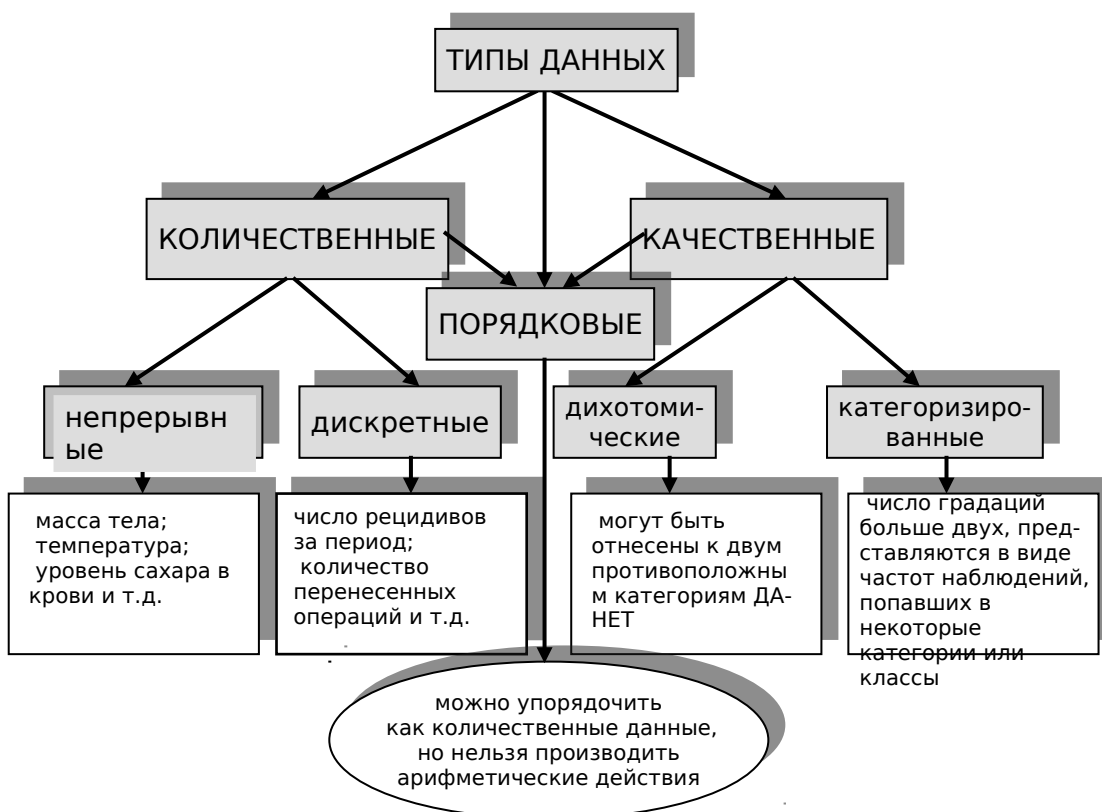 ТИПЫ ДАННЫХ
КОЛИЧЕСТВЕННЫЕ
КАЧЕСТВЕННЫЕ
ПОРЯДКОВЫЕ
непрерывн
ые
дискретные
дихотоми-
ческие
категоризиро-
ванные
масса тела;
температура;
уровень сахара в
крови и т.д.
число рецидивов
за период;
количество
перенесенных
операций и т.д.
могут быть
отнесены к двум
противоположны
м категориям ДА-
НЕТ
число градаций
больше двух, пред-
ставляются в виде
частот наблюдений,
попавших в
некоторые
категории или
классы
можно упорядочить
как количественные данные,
но нельзя производить
арифметические действия